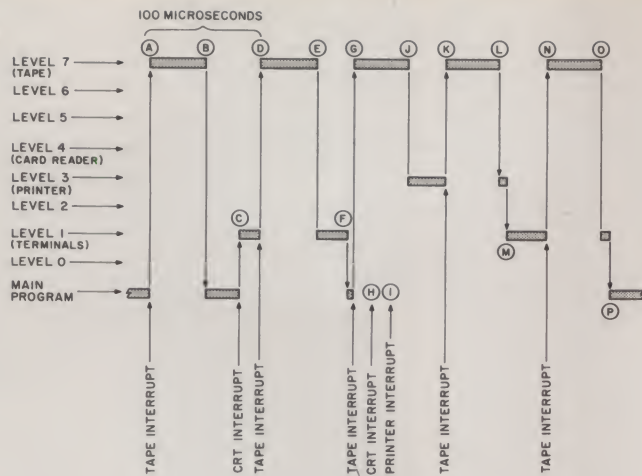 100 MICROSECONDS
A B D E G J K L N O
LEVEL 7
(TAPE)
LEVEL 6
LEVEL 5
LEVEL 4
(CARD READER)
LEVEL 3
(PRINTER)
LEVEL 2
C F
LEVEL 1
(TERMINALS)
M
LEVEL 0
MAIN
PROGRAM
H I
P
TAPE INTERRUPT
CRT INTERRUPT
TAPE INTERRUPT
TAPE INTERRUPT
CRT INTERRUPT
PRINTER INTERRUPT
TAPE INTERRUPT
TAPE INTERRUPT